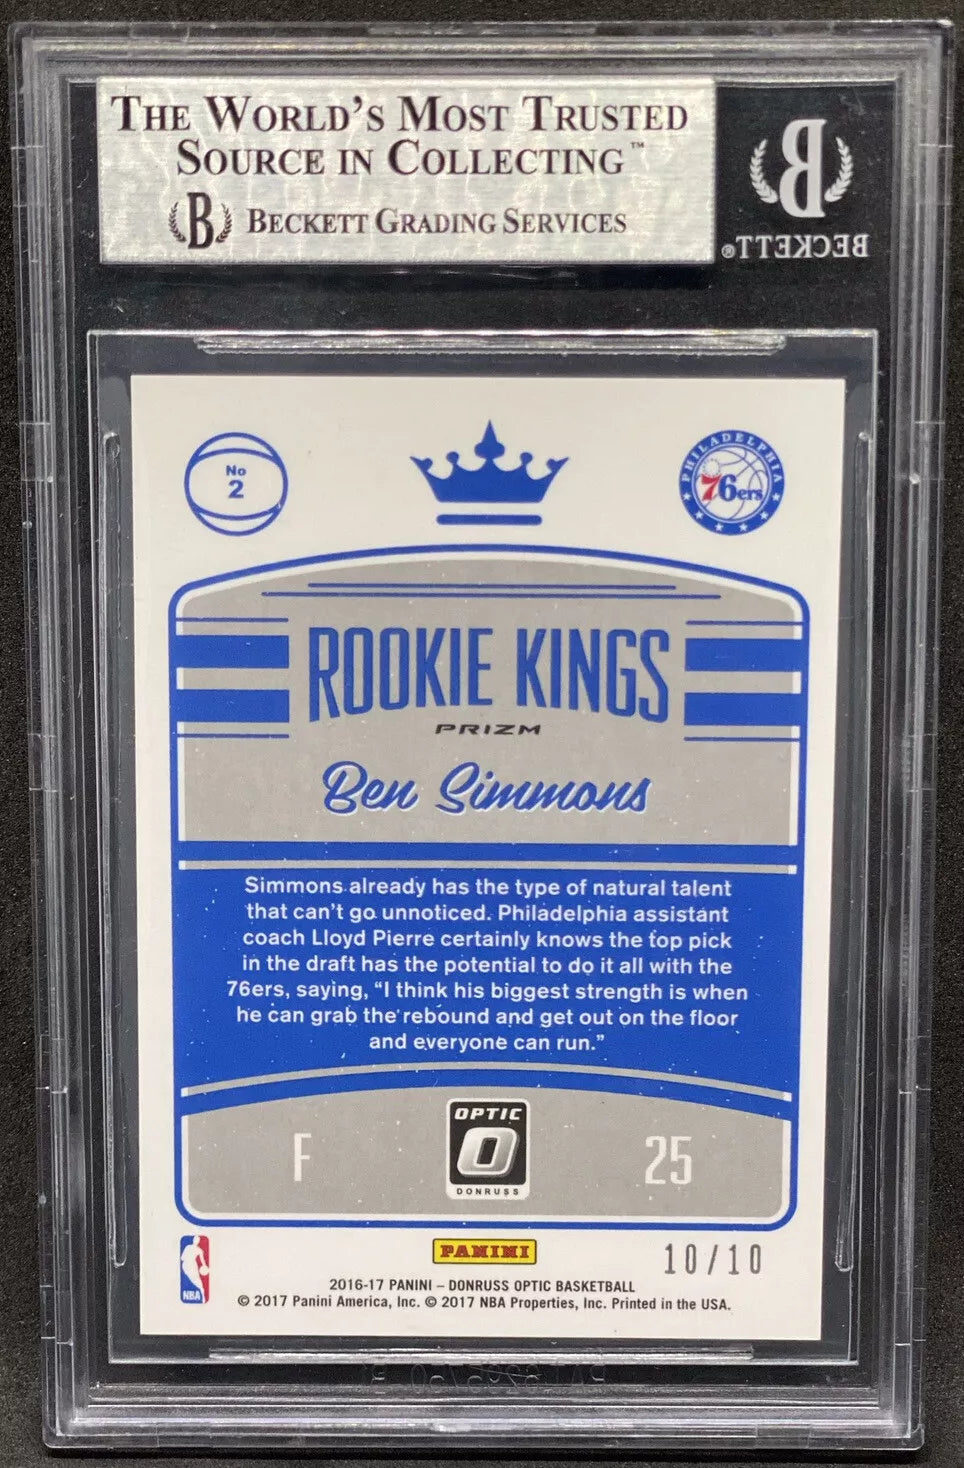 THE WORLD'S MOST TRUSTED
SOURCE IN COLLECTING™
B BECKETT GRADING SERVICES
B
BECKETT®
No
2
PHILADELPHIA
76ers
ROOKIE KINGS
PRIZM
Ben Simmons
Simmons already has the type of natural talent
that can't go unnoticed. Philadelphia assistant
coach Lloyd Pierre certainly knows the top pick
in the draft has the potential to do it all with the
76ers, saying, “I think his biggest strength is when
he can grab the rebound and get out on the floor
and everyone can run.”
F
OPTIC
O
DONRUSS
25
NBA
PANINI
10/10
2016-17 PANINI – DONRUSS OPTIC BASKETBALL
© 2017 Panini America, Inc. © 2017 NBA Properties, Inc. Printed in the USA.